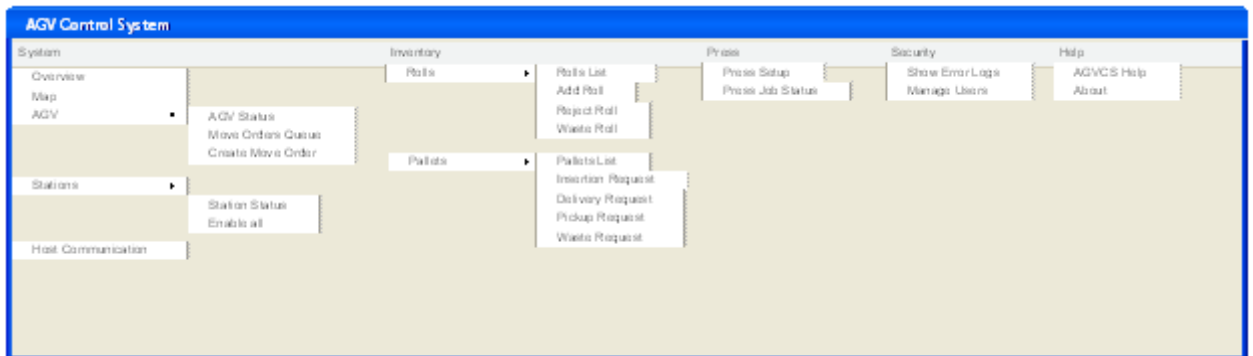 AGV Control System
System Inventory Press Security Help
Overview
Map
AGV
AGV Status
Move Orders Queue
Create Move Order
Stations
Station Status
Enable all
Host Communication
Rolls
Rolls List
Add Roll
Reject Roll
Waste Roll
Pallets
Pallets List
Insertion Request
Delivery Request
Pickup Request
Waste Request
Press Setup
Press Job Status
Show Error Logs
Manage Users
AGVCS Help
About